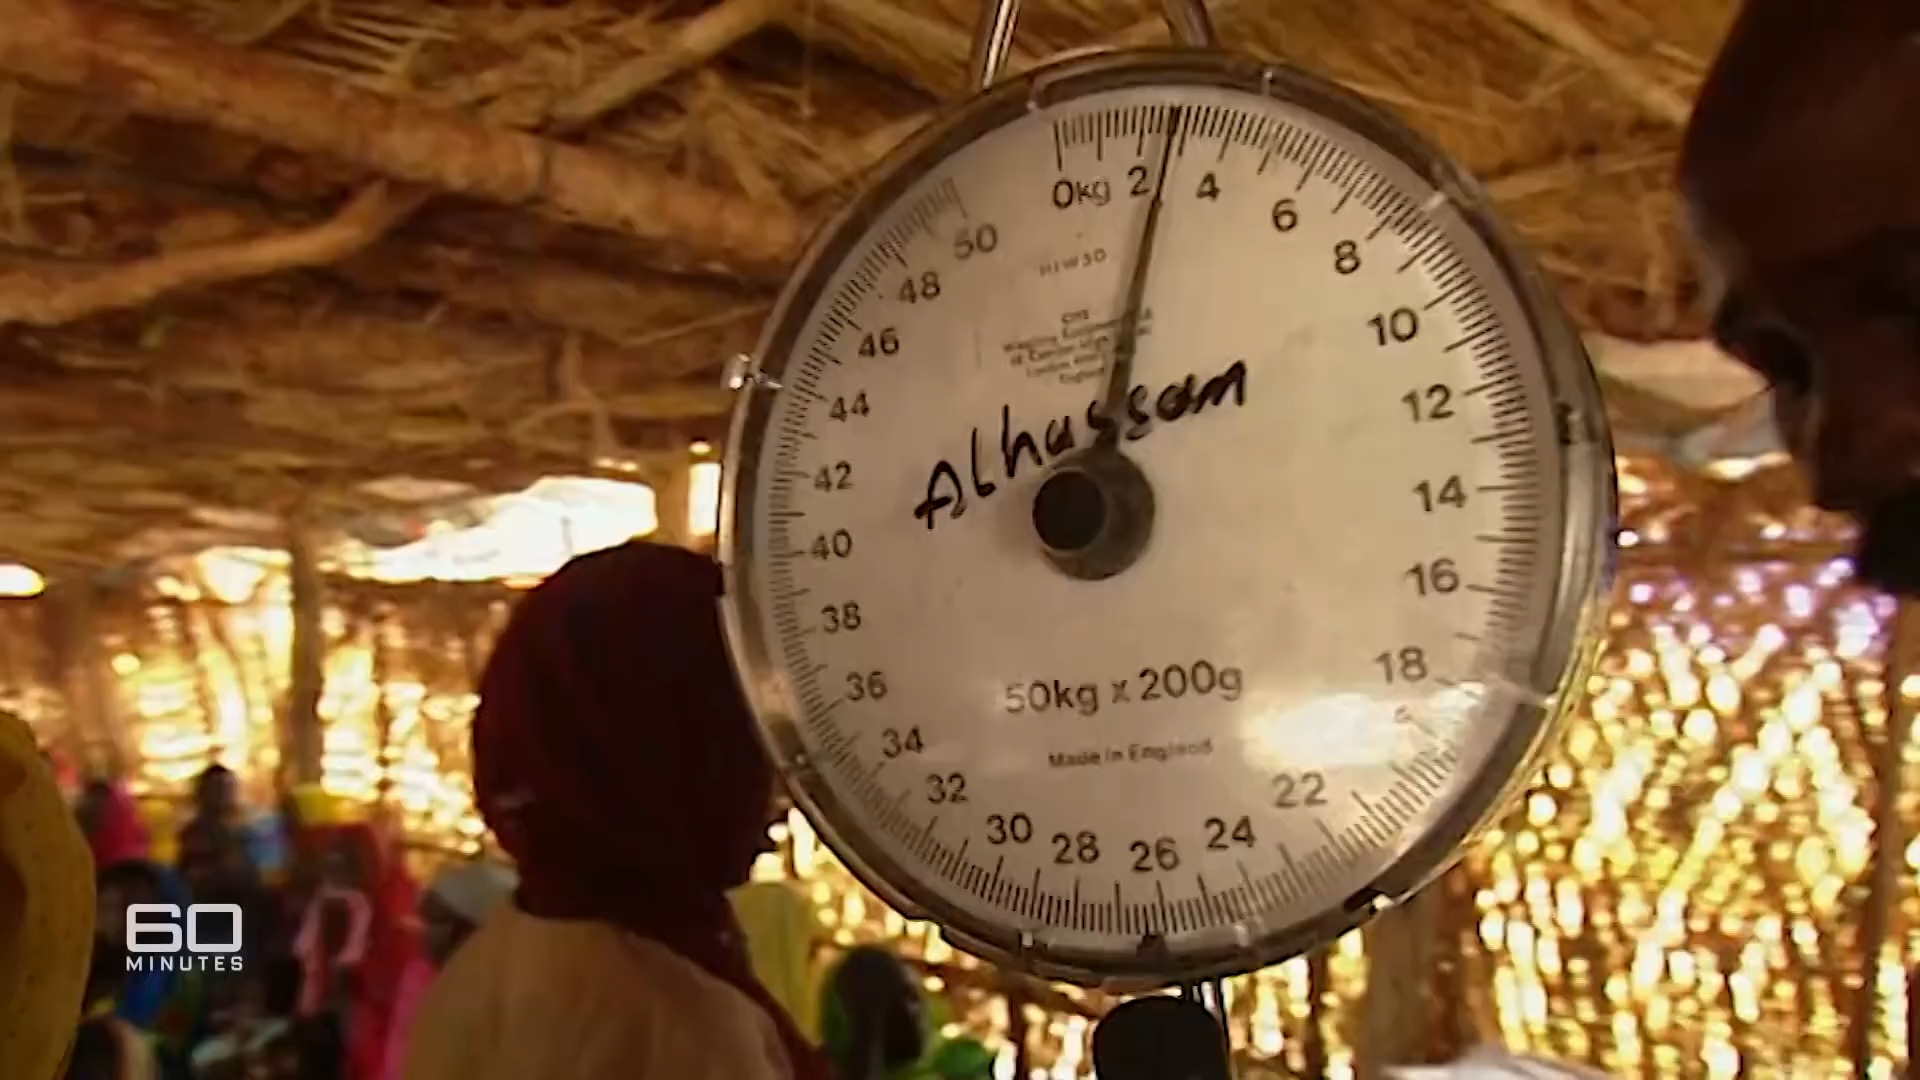 0kg 2 4 6 8 10 12 14 16 18 22 24 26 28 30 32 34 36 38 40 42 44 46 48 50
England
Alhassan
50kg x 200g
Made in England
60
MINUTES